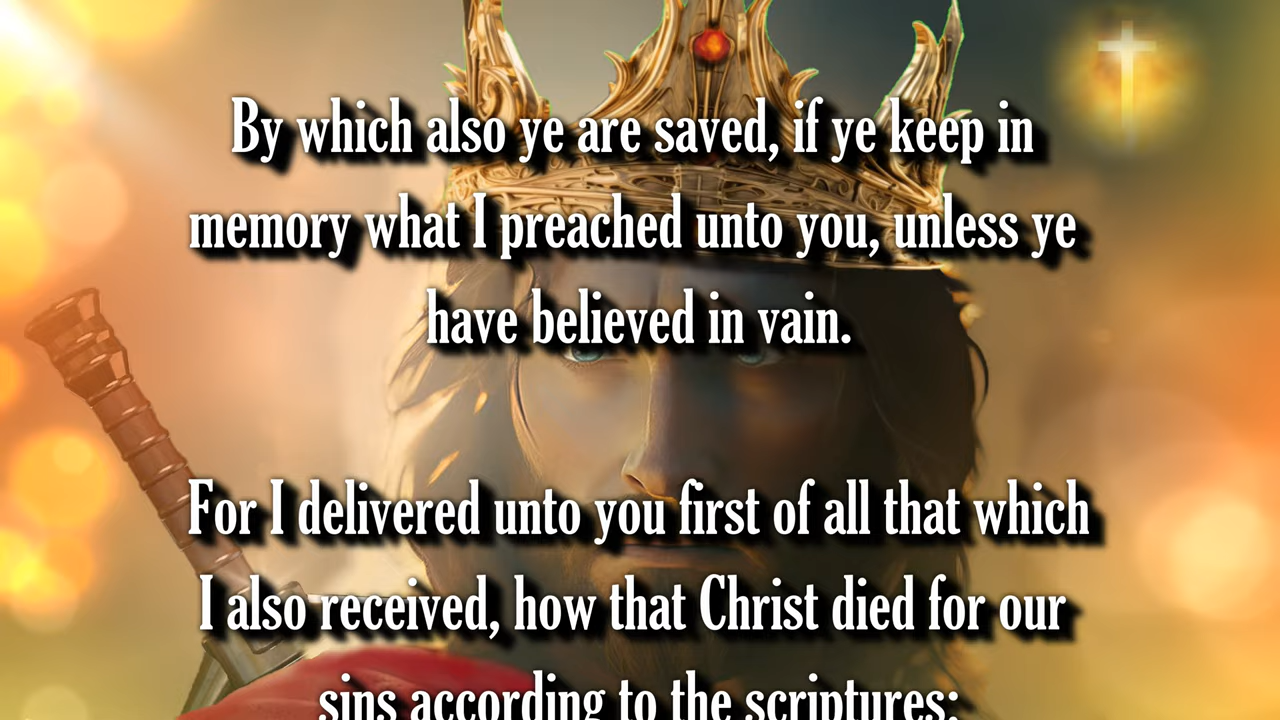 By which also ye are saved, if ye keep in
memory what I preached unto you, unless ye
have believed in vain.
For I delivered unto you first of all that which
I also received, how that Christ died for our
sins according to the scriptures;